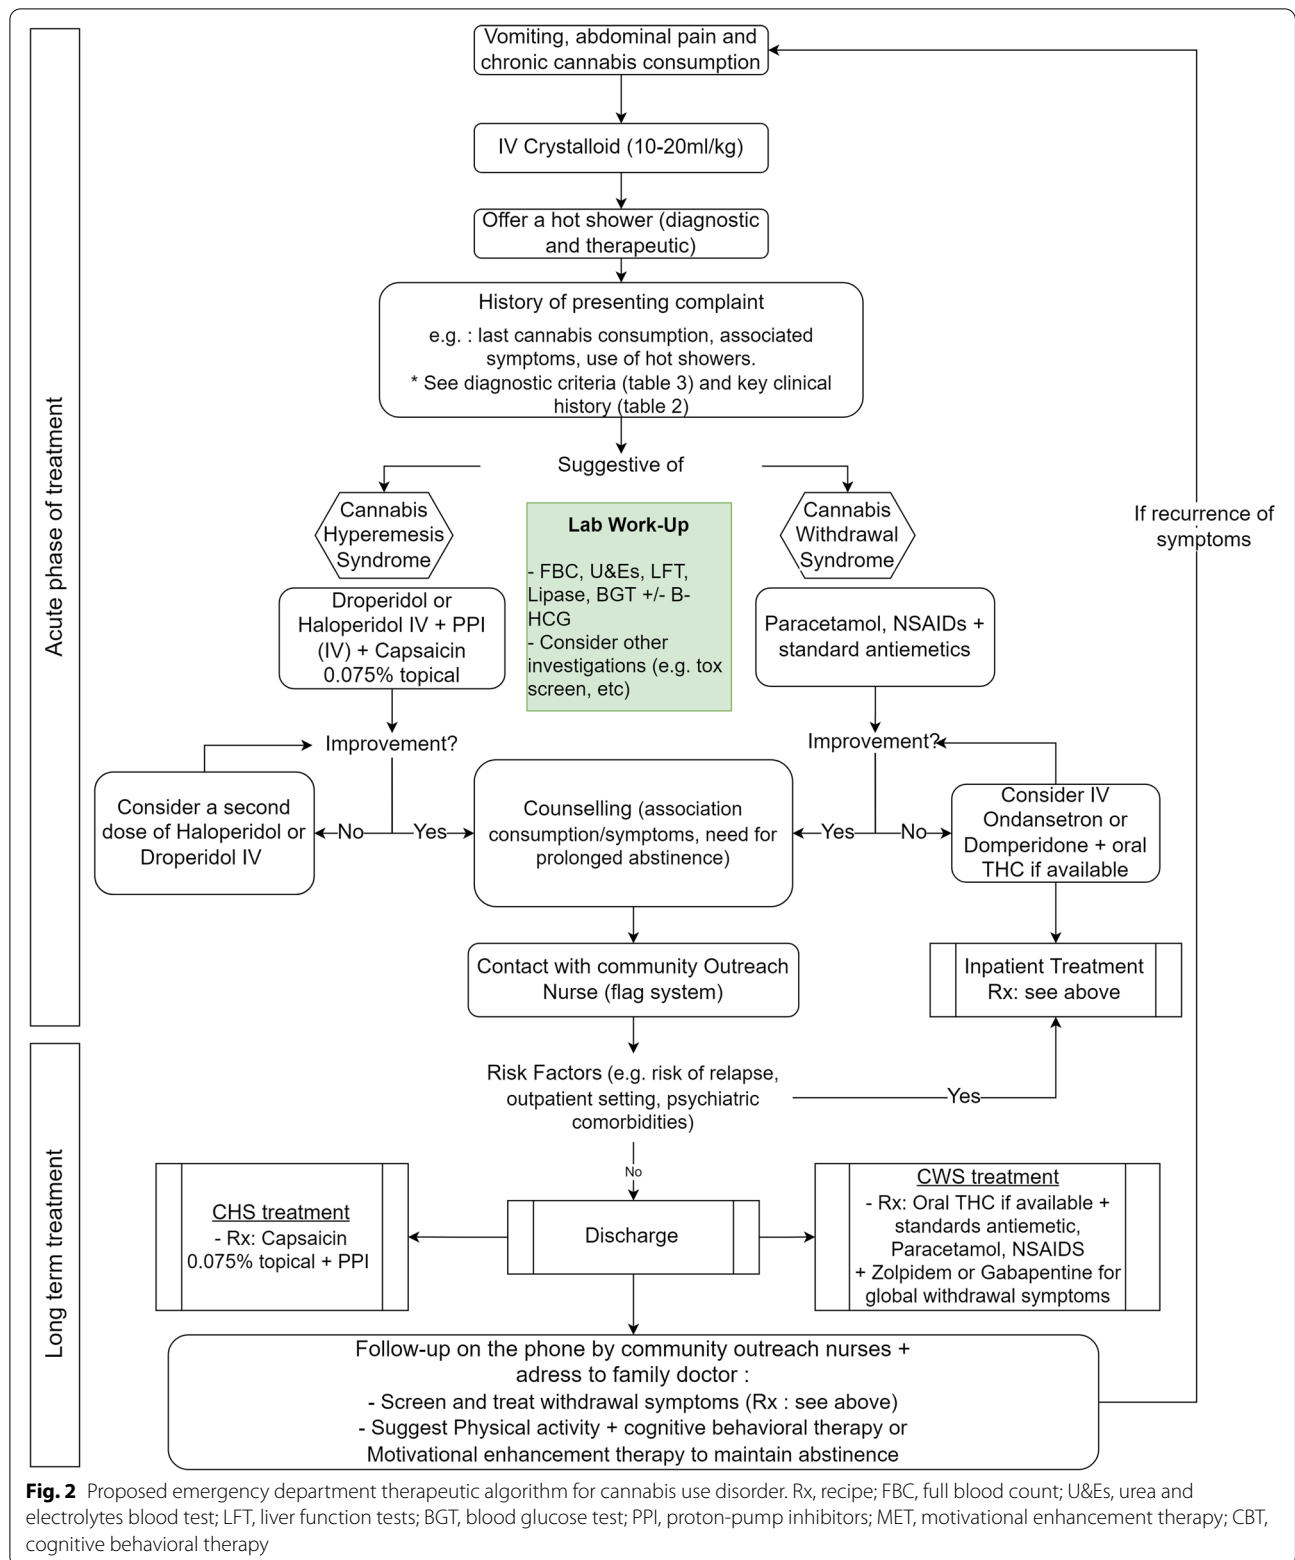 Vomiting, abdominal pain and
chronic cannabis consumption
IV Crystalloid (10-20ml/kg)
Offer a hot shower (diagnostic
and therapeutic)
History of presenting complaint
e.g. : last cannabis consumption, associated
symptoms, use of hot showers.
* See diagnostic criteria (table 3) and key clinical
history (table 2)
Acute phase of treatment
Suggestive of
Cannabis
Hyperemesis
Syndrome
Lab Work-Up
- FBC, U&Es, LFT,
Lipase, BGT +/- B-
HCG
- Consider other
investigations (e.g. tox
screen, etc)
Cannabis
Withdrawal
Syndrome
If recurrence of
symptoms
Droperidol or
Haloperidol IV + PPI
(IV) + Capsaicin
0.075% topical
Paracetamol, NSAIDs +
standard antiemetics
Improvement?
Improvement?
Consider a second
dose of Haloperidol or
Droperidol IV
No
Yes
Counselling (association
consumption/symptoms, need for
prolonged abstinence)
Yes
No
Consider IV
Ondansetron or
Domperidone + oral
THC if available
Contact with community Outreach
Nurse (flag system)
Inpatient Treatment
Rx: see above
Long term treatment
Risk Factors (e.g. risk of relapse,
outpatient setting, psychiatric
comorbidities)
Yes
No
CHS treatment
- Rx: Capsaicin
0.075% topical + PPI
Discharge
CWS treatment
- Rx: Oral THC if available +
standards antiemetic,
Paracetamol, NSAIDS
+ Zolpidem or Gabapentine for
global withdrawal symptoms
Follow-up on the phone by community outreach nurses +
adress to family doctor :
- Screen and treat withdrawal symptoms (Rx : see above)
- Suggest Physical activity + cognitive behavioral therapy or
Motivational enhancement therapy to maintain abstinence
Fig. 2 Proposed emergency department therapeutic algorithm for cannabis use disorder. Rx, recipe; FBC, full blood count; U&Es, urea and
electrolytes blood test; LFT, liver function tests; BGT, blood glucose test; PPI, proton-pump inhibitors; MET, motivational enhancement therapy; CBT,
cognitive behavioral therapy